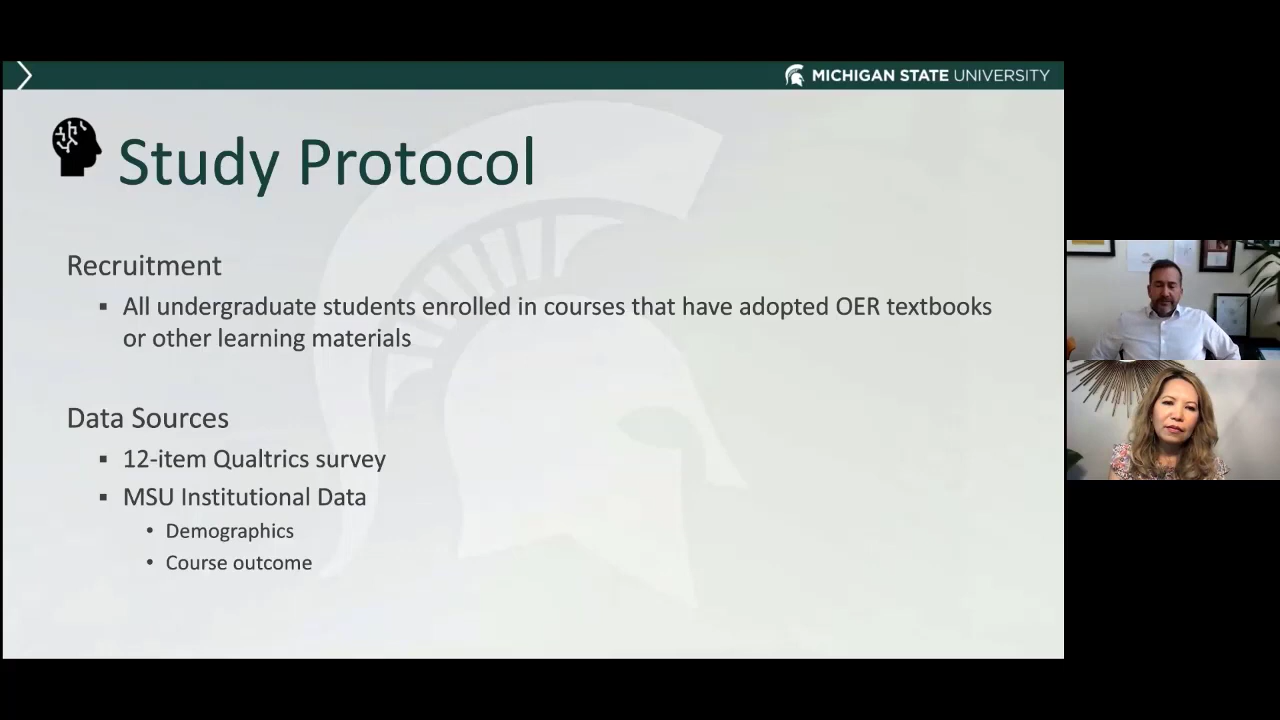 MICHIGAN STATE UNIVERSITY
Study Protocol
Recruitment
▪ All undergraduate students enrolled in courses that have adopted OER textbooks
or other learning materials
Data Sources
▪ 12-item Qualtrics survey
▪ MSU Institutional Data
• Demographics
• Course outcome